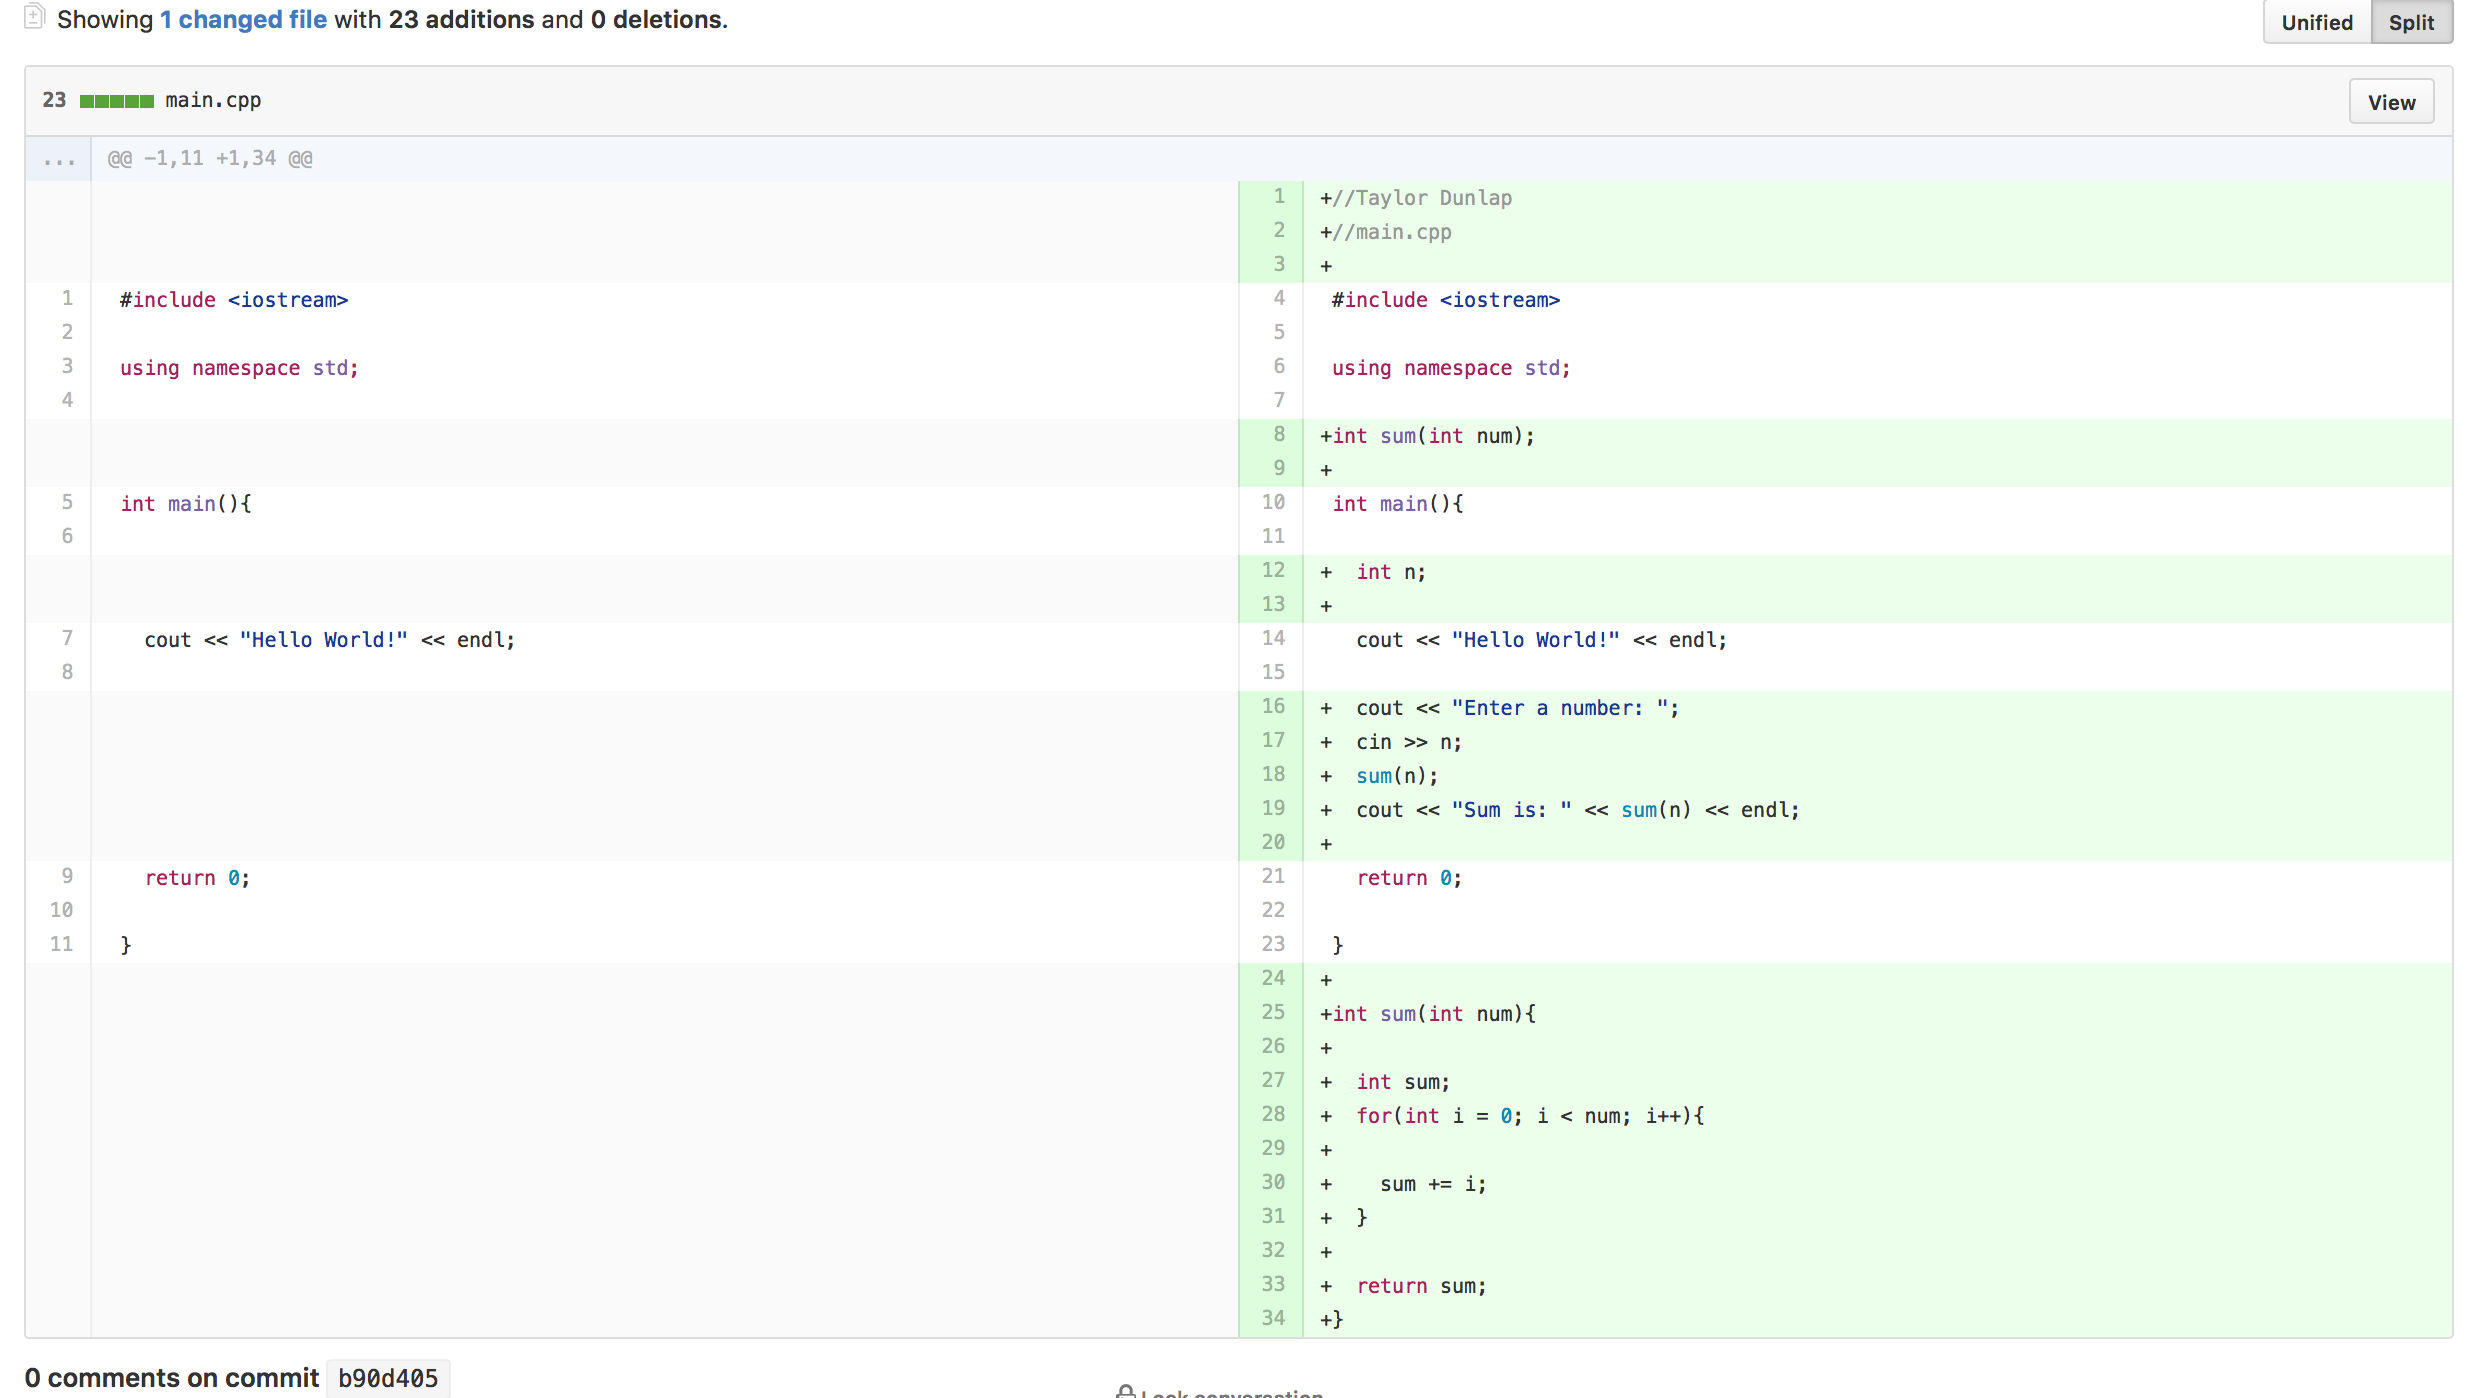 Showing 1 changed file with 23 additions and 0 deletions.
Unified Split
23 main.cpp
View
... @@ -1,11 +1,34 @@
1 +//Taylor Dunlap
2 +//main.cpp
3 +
1 #include <iostream> 4 #include <iostream>
2 5
3 using namespace std; 6 using namespace std;
4 7
8 +int sum(int num);
9 +
5 int main(){ 10 int main(){
6 11
12 + int n;
13 +
7 cout << "Hello World!" << endl; 14 cout << "Hello World!" << endl;
8 15
16 + cout << "Enter a number: ";
17 + cin >> n;
18 + sum(n);
19 + cout << "Sum is: " << sum(n) << endl;
20 +
9 return 0; 21 return 0;
10 22
11 } 23 }
24 +
25 +int sum(int num){
26 +
27 + int sum;
28 + for(int i = 0; i < num; i++){
29 +
30 + sum += i;
31 + }
32 +
33 + return sum;
34 +}
0 comments on commit b90d405
Lock conversation